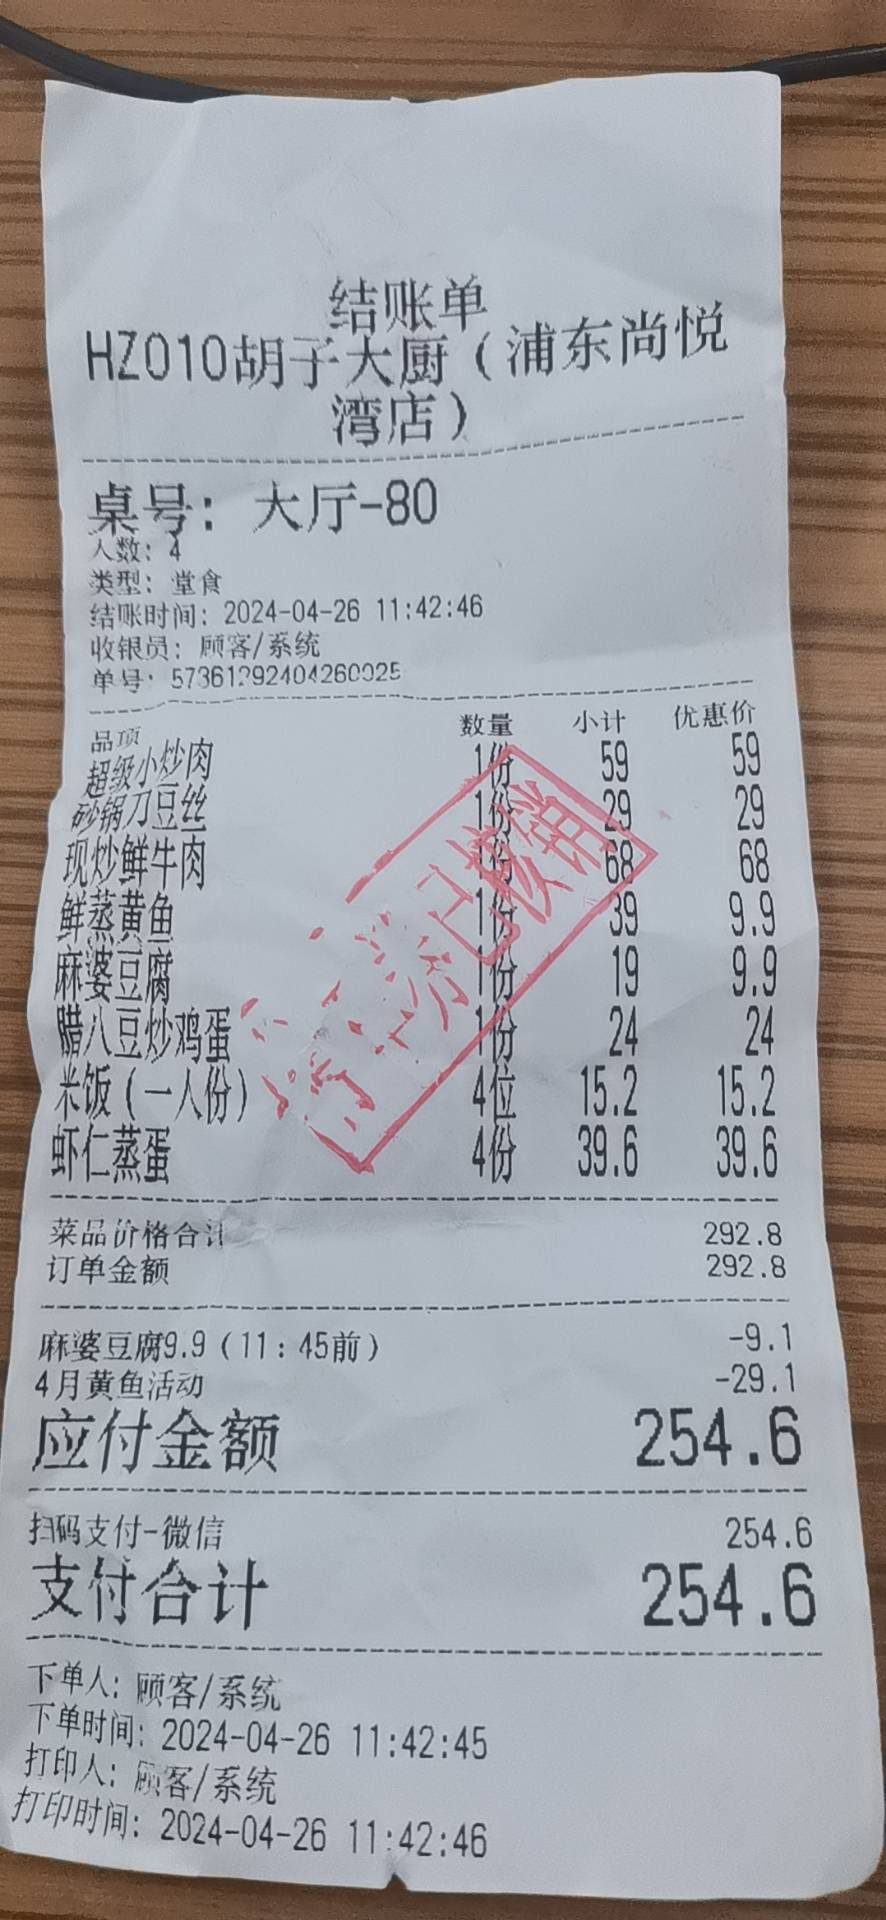 结账单
HZ010胡子大厨（浦东尚悦
湾店）
桌号：大厅-80
人数：4
类型：堂食
结账时间：2024-04-26 11:42:46
收银员：顾客/系统
单号：573612924042600025
品项 数量 小计 优惠价
超级小炒肉 1份 59 59
砂锅刀豆丝 1份 29 29
现炒鲜牛肉 1份 68 68
鲜蒸黄鱼 1份 39 9.9
麻婆豆腐 1份 19 9.9
腊八豆炒鸡蛋 1份 24 24
米饭（一人份） 4位 15.2 15.2
虾仁蒸蛋 4份 39.6 39.6
已核销
菜品价格合计 292.8
订单金额 292.8
麻婆豆腐9.9（11：45前） -9.1
4月黄鱼活动 -29.1
应付金额 254.6
扫码支付-微信 254.6
支付合计 254.6
下单人：顾客/系统
下单时间：2024-04-26 11:42:45
打印人：顾客/系统
打印时间：2024-04-26 11:42:46